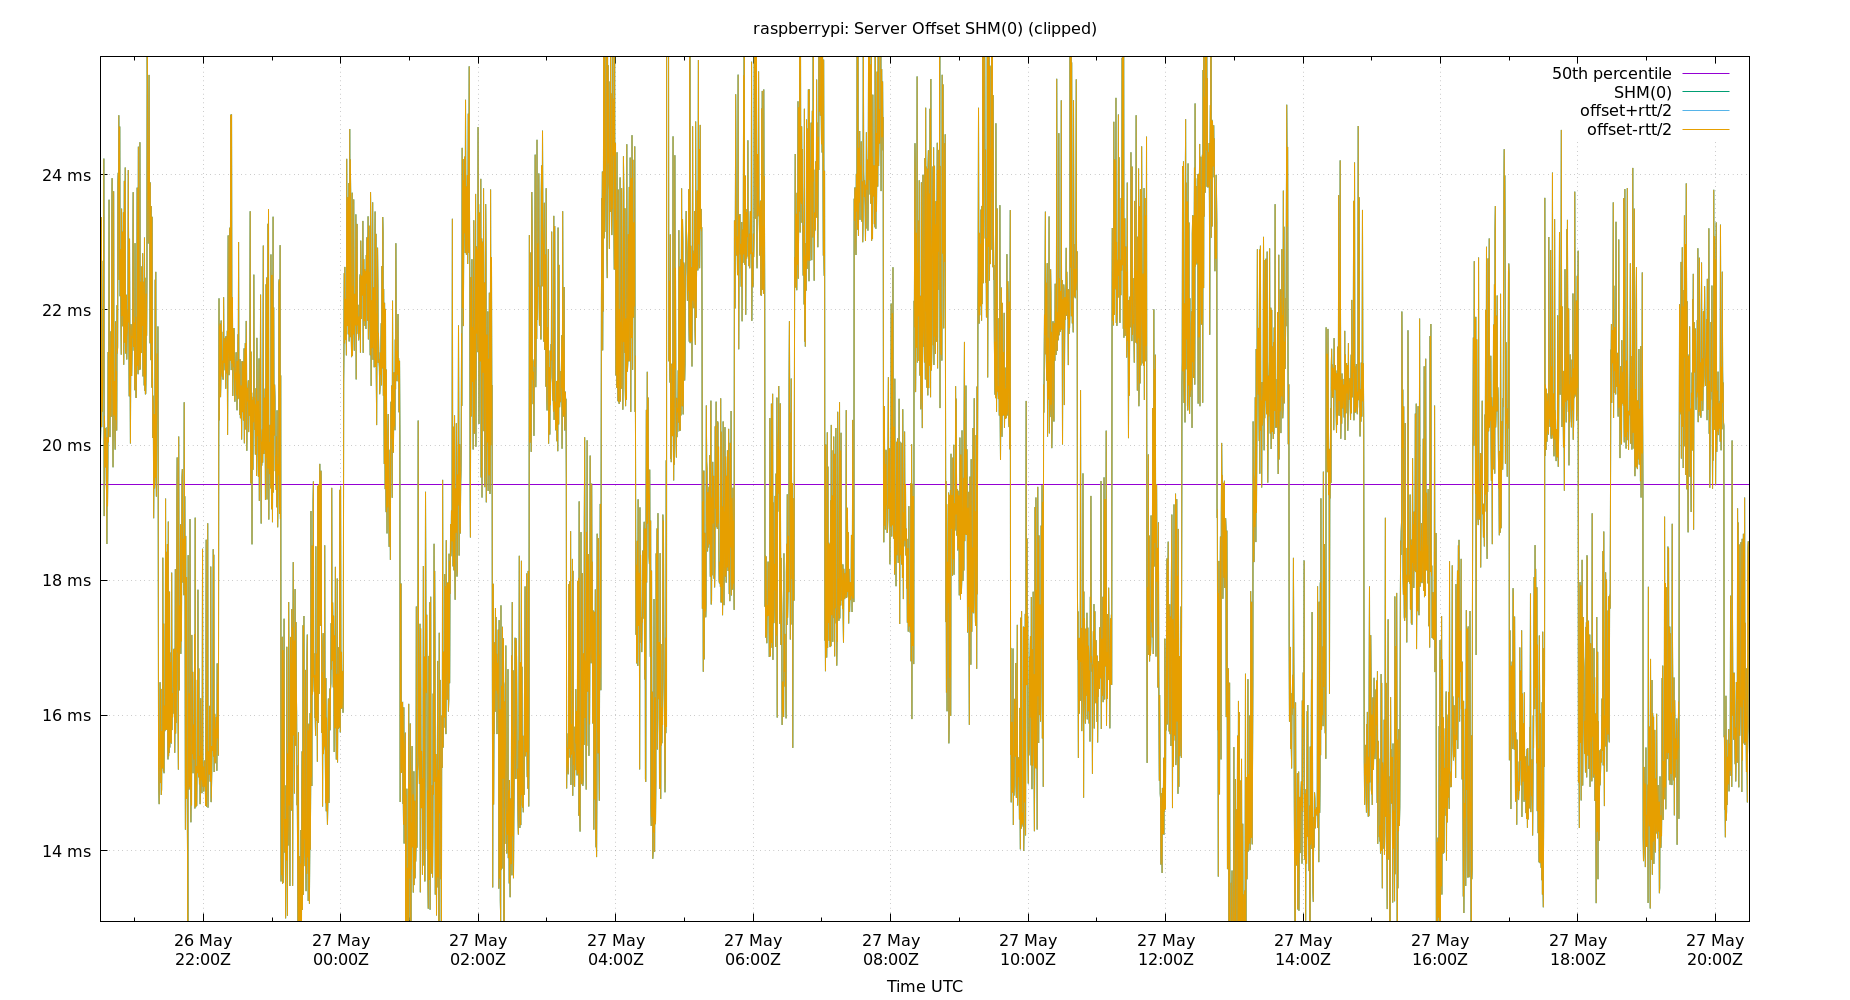 raspberrypi: Server Offset SHM(0) (clipped)
50th percentile
SHM(0)
offset+rtt/2
offset-rtt/2
24 ms
22 ms
20 ms
18 ms
16 ms
14 ms
26 May 27 May 27 May 27 May 27 May 27 May 27 May 27 May 27 May 27 May 27 May 27 May
22:00Z 00:00Z 02:00Z 04:00Z 06:00Z 08:00Z 10:00Z 12:00Z 14:00Z 16:00Z 18:00Z 20:00Z
Time UTC